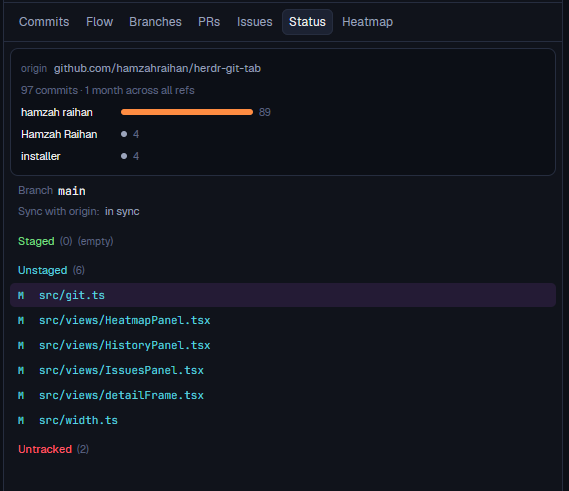 Commits Flow Branches PRs Issues Status Heatmap
origin github.com/hamzahraihan/herdr-git-tab
97 commits · 1 month across all refs
hamzah raihan 89
Hamzah Raihan 4
installer 4
Branch main
Sync with origin: in sync
Staged (0) (empty)
Unstaged (6)
M src/git.ts
M src/views/HeatmapPanel.tsx
M src/views/HistoryPanel.tsx
M src/views/IssuesPanel.tsx
M src/views/detailFrame.tsx
M src/width.ts
Untracked (2)